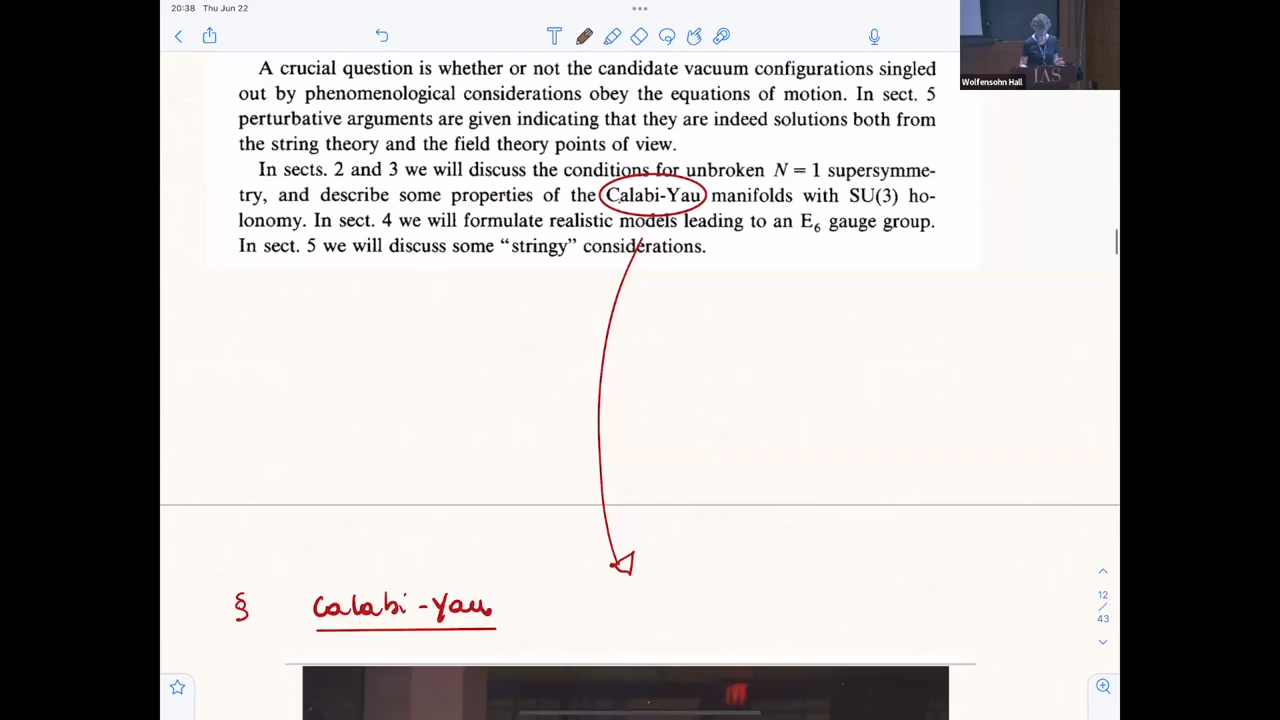 20:38 Thu Jun 22
T
Wolfensohn Hall
IAS
A crucial question is whether or not the candidate vacuum configurations singled
out by phenomenological considerations obey the equations of motion. In sect. 5
perturbative arguments are given indicating that they are indeed solutions both from
the string theory and the field theory points of view.
In sects. 2 and 3 we will discuss the conditions for unbroken N = 1 supersymme-
try, and describe some properties of the Calabi-Yau manifolds with SU(3) ho-
lonomy. In sect. 4 we will formulate realistic models leading to an E₆ gauge group.
In sect. 5 we will discuss some “stringy” considerations.
§ Calabi-Yau
12
/
43